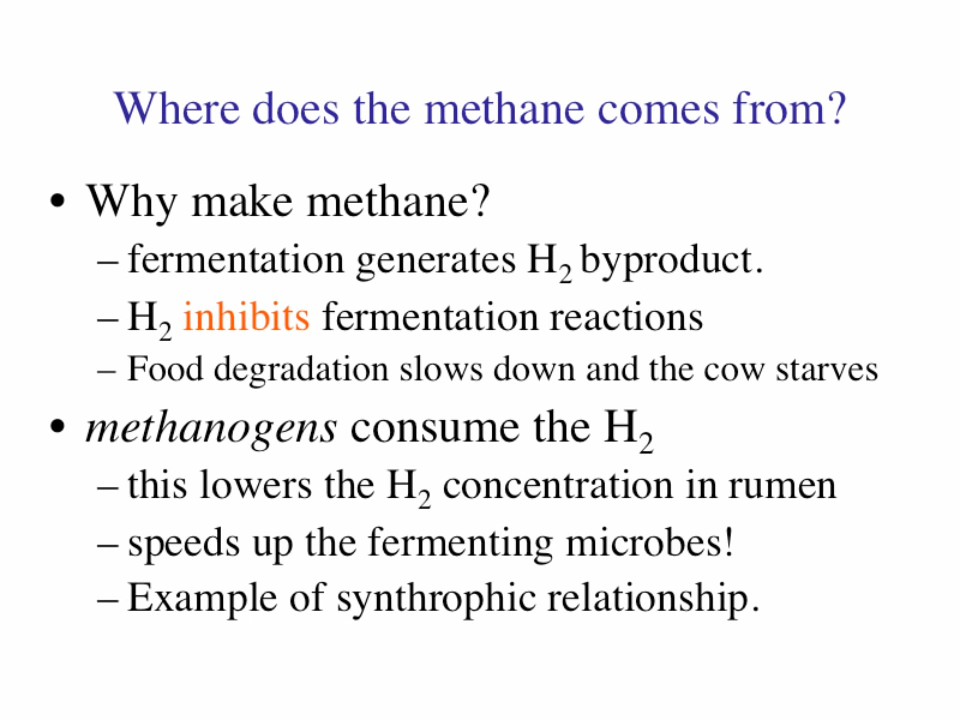 Where does the methane comes from?
• Why make methane?
– fermentation generates H₂ byproduct.
– H₂ inhibits fermentation reactions
– Food degradation slows down and the cow starves
• methanogens consume the H₂
– this lowers the H₂ concentration in rumen
– speeds up the fermenting microbes!
– Example of synthrophic relationship.